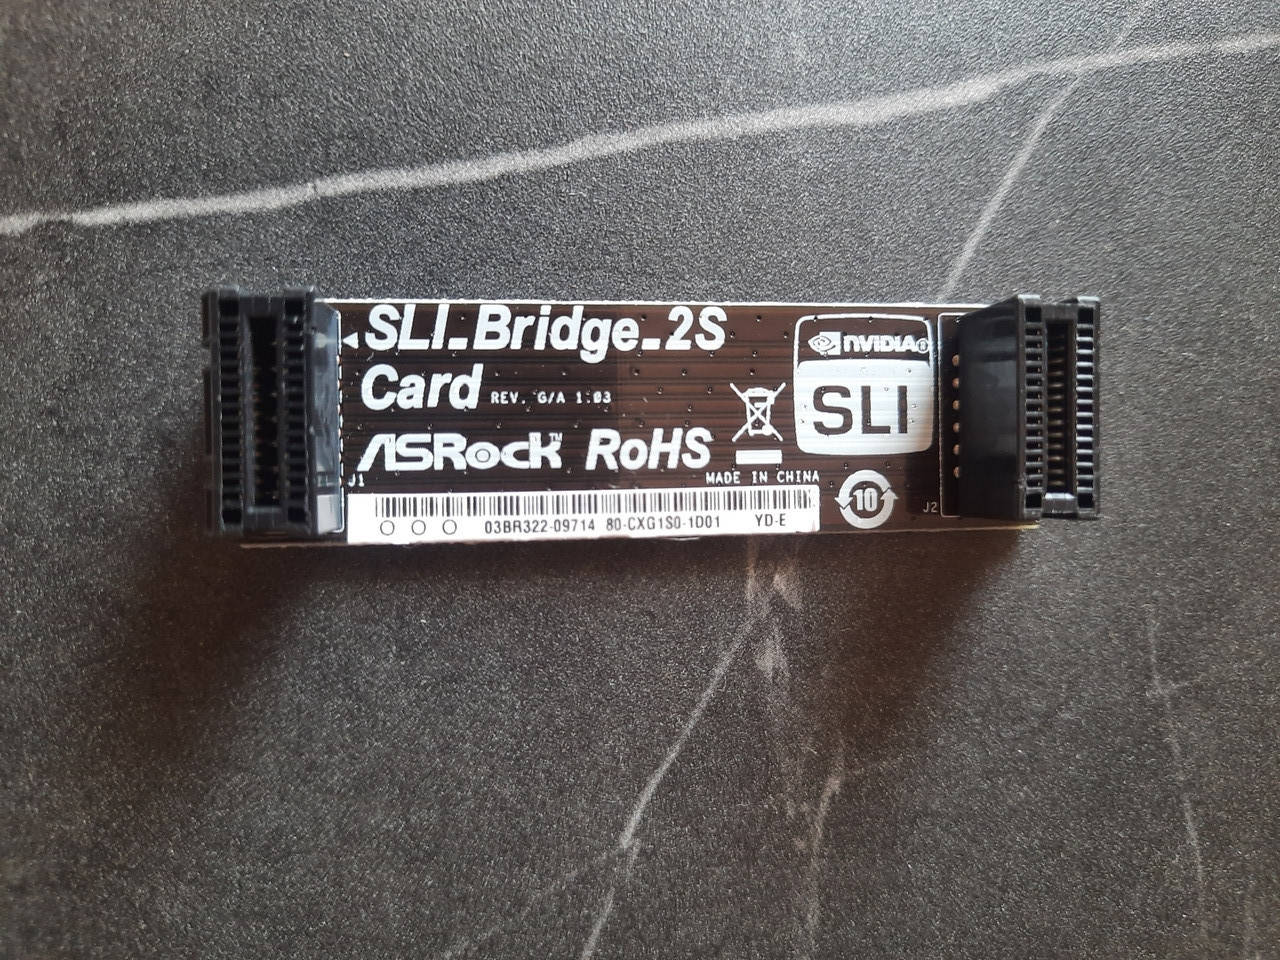 SLI_Bridge_2S
Card REV. G/A 1.03
ASRock™ RoHS
nVIDIA®
SLI
J1
MADE IN CHINA
10
J2
03BR322-09714 80-CXG1S0-1D01 YD-E